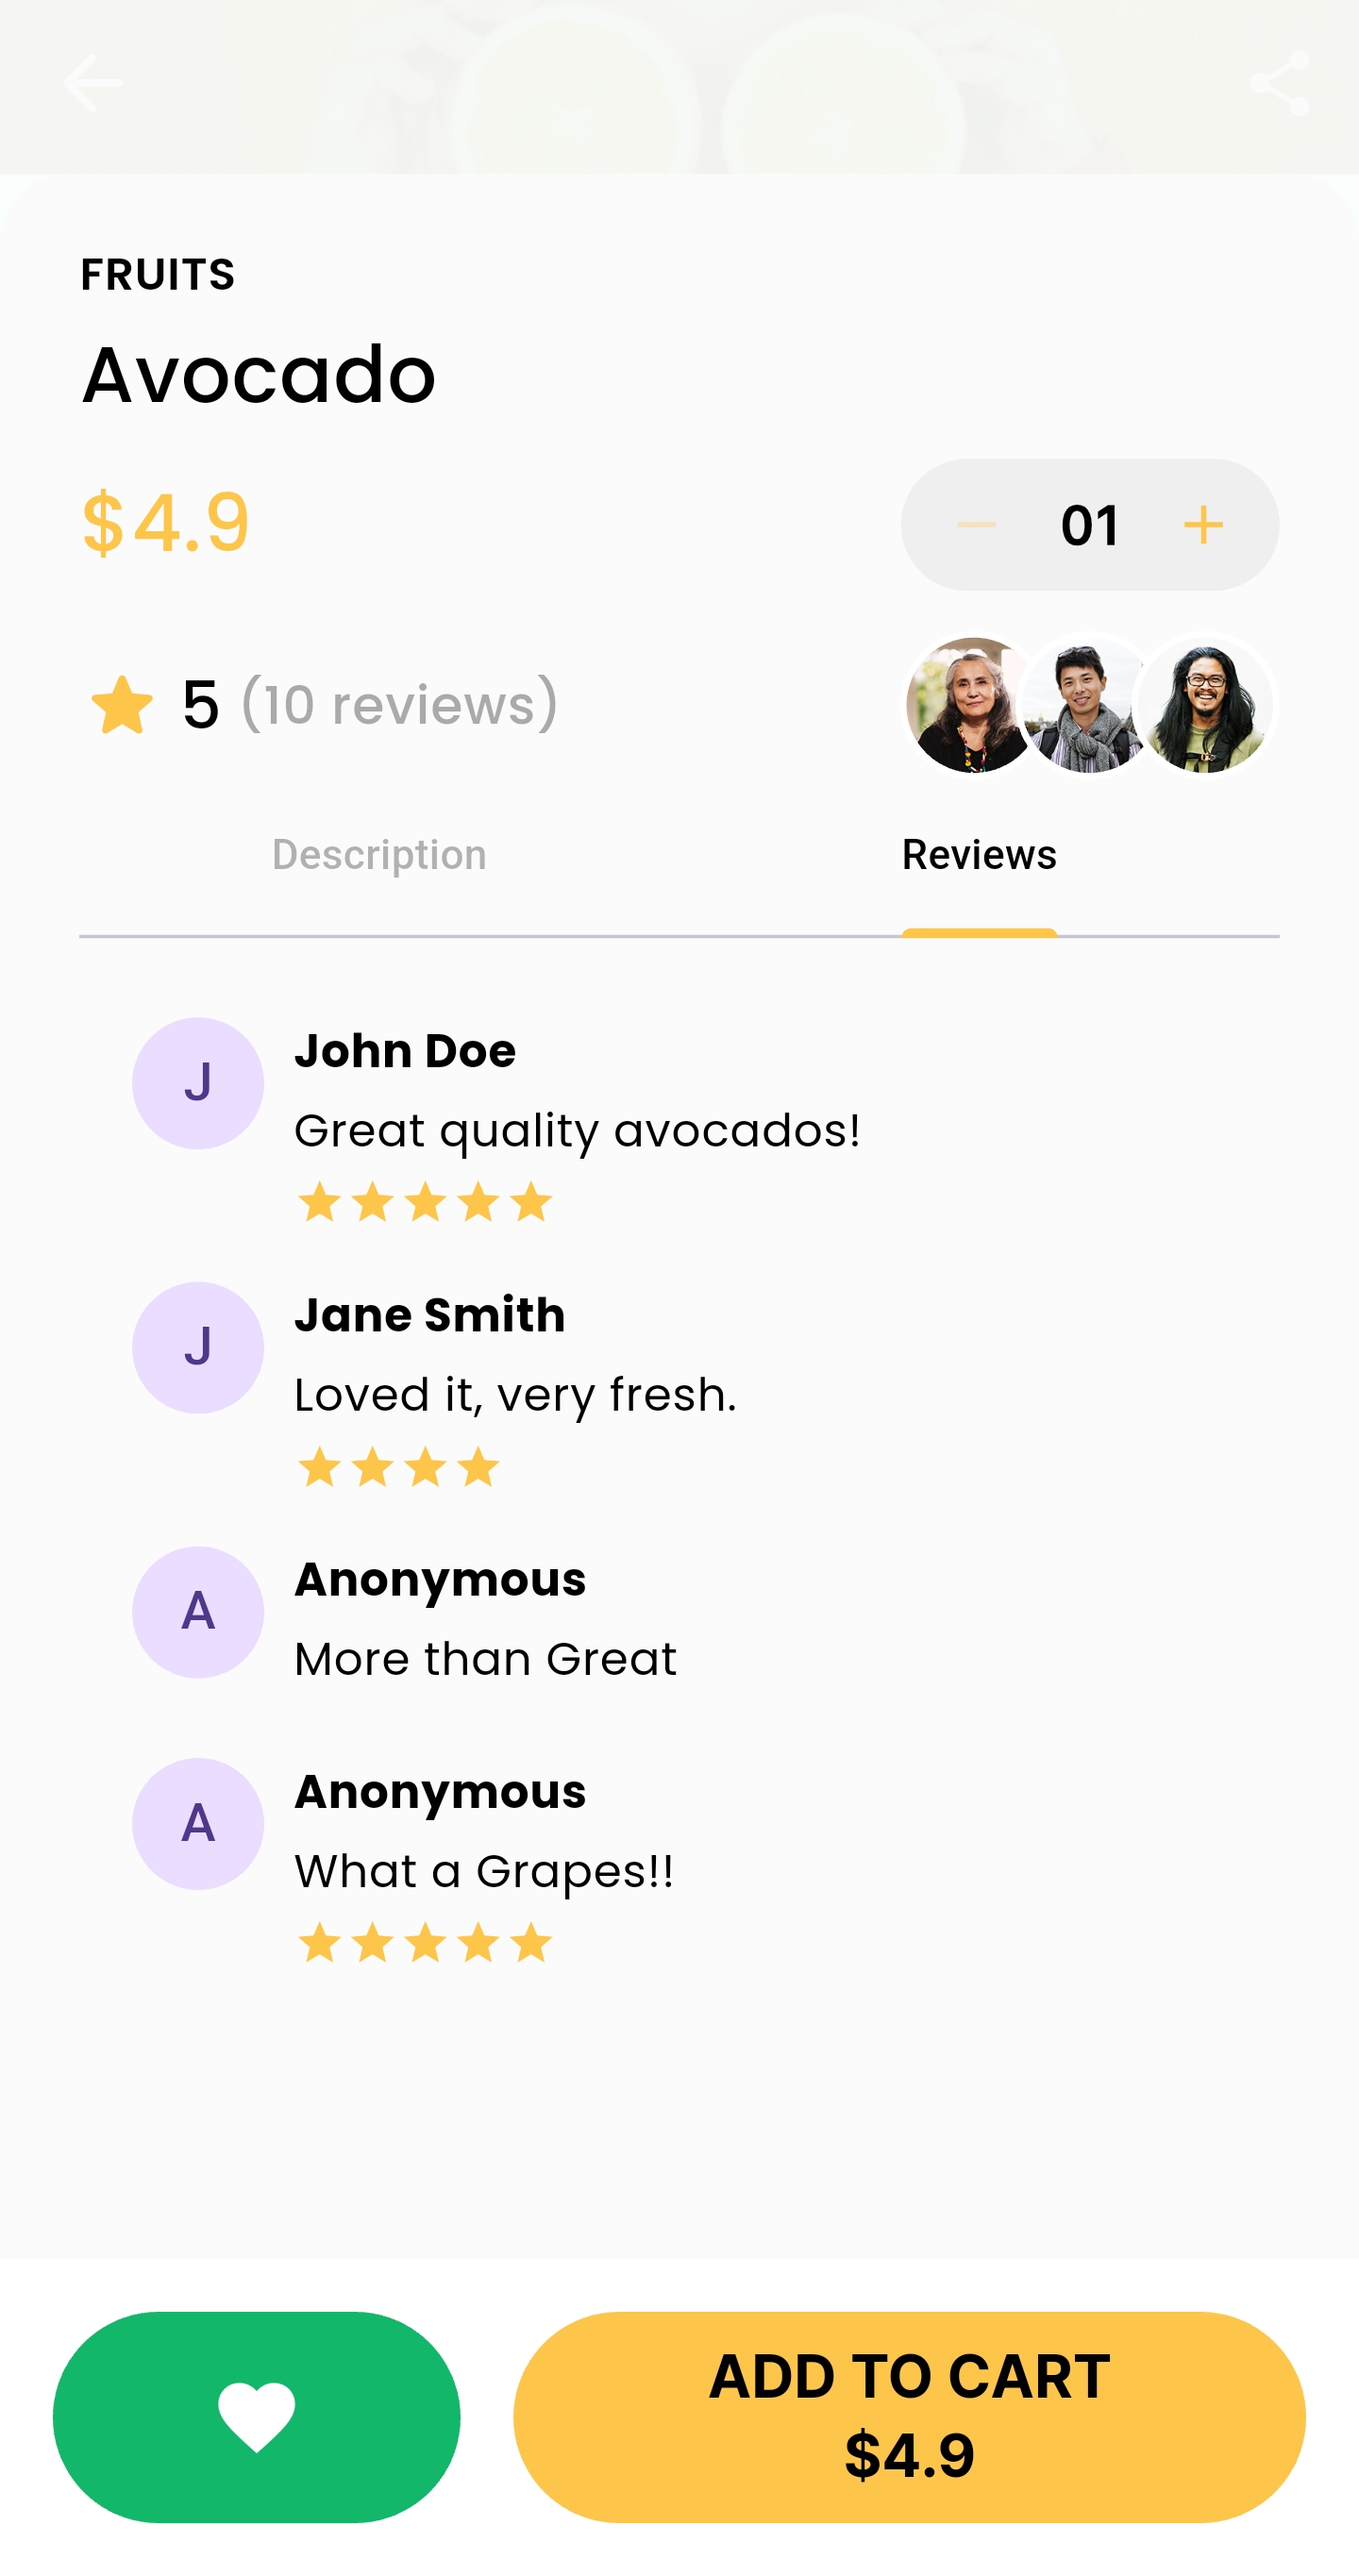 FRUITS
Avocado
$4.9
01
5 (10 reviews)
Description
Reviews
J
John Doe
Great quality avocados!
J
Jane Smith
Loved it, very fresh.
A
Anonymous
More than Great
A
Anonymous
What a Grapes!!
ADD TO CART
$4.9